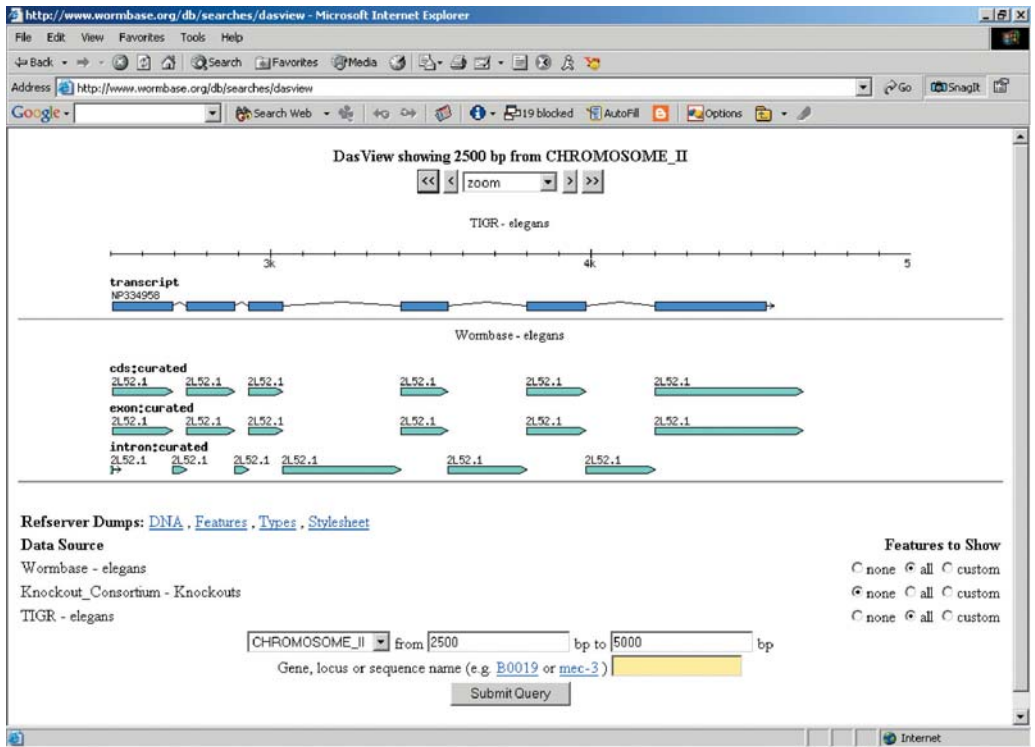 http://www.wormbase.org/db/searches/dasview - Microsoft Internet Explorer
File Edit View Favorites Tools Help
Back Search Favorites Media
Address http://www.wormbase.org/db/searches/dasview Go SnagIt
Google Search Web 19 blocked AutoFill Options
DasView showing 2500 bp from CHROMOSOME_II
<< < zoom > >>
TIGR - elegans
3k 4k 5
transcript
NP334958
Wormbase - elegans
cds:curated
2L52.1 2L52.1 2L52.1 2L52.1 2L52.1 2L52.1
exon:curated
2L52.1 2L52.1 2L52.1 2L52.1 2L52.1 2L52.1
intron:curated
2L52.1 2L52.1 2L52.1 2L52.1 2L52.1 2L52.1
Refserver Dumps: DNA , Features , Types , Stylesheet
Data Source Features to Show
Wormbase - elegans none all custom
Knockout_Consortium - Knockouts none all custom
TIGR - elegans none all custom
CHROMOSOME_II from 2500 bp to 5000 bp
Gene, locus or sequence name (e.g. B0019 or mec-3 )
Submit Query
Internet